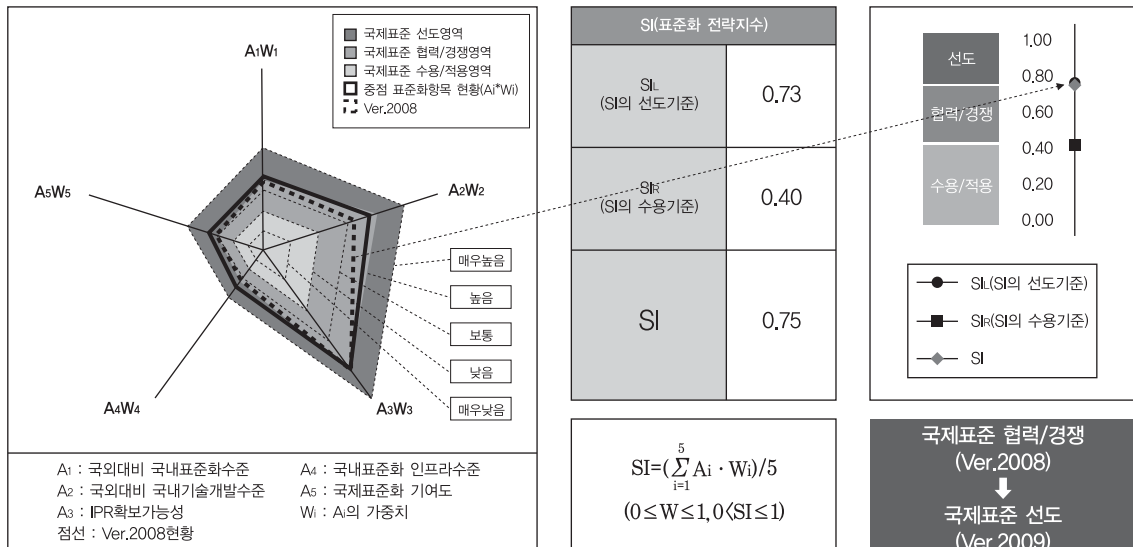 국제표준 선도영역
국제표준 협력/경쟁영역
국제표준 수용/적용영역
중점 표준화항목 현황(Ai*Wi)
Ver.2008
A1W1
A2W2
A5W5
A4W4
A3W3
매우높음
높음
보통
낮음
매우낮음
A1 : 국외대비 국내표준화수준
A2 : 국외대비 국내기술개발수준
A3 : IPR확보가능성
점선 : Ver.2008현황
A4 : 국내표준화 인프라수준
A5 : 국제표준화 기여도
Wi : Ai의 가중치
SI(표준화 전략지수)
SIL
(SI의 선도기준)
0.73
SIR
(SI의 수용기준)
0.40
SI
0.75
SI=(∑Ai · Wi)/5
5
i=1
(0≤W≤1, 0<SI≤1)
선도
협력/경쟁
수용/적용
1.00
0.80
0.60
0.40
0.20
0.00
SIL(SI의 선도기준)
SIR(SI의 수용기준)
SI
국제표준 협력/경쟁
(Ver.2008)
국제표준 선도
(Ver.2009)